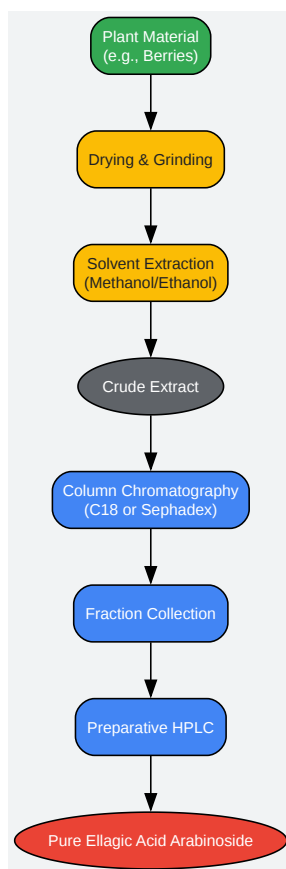 Plant Material
(e.g., Berries)
Drying & Grinding
Solvent Extraction
(Methanol/Ethanol)
Crude Extract
Column Chromatography
(C18 or Sephadex)
Fraction Collection
Preparative HPLC
Pure Ellagic Acid Arabinoside